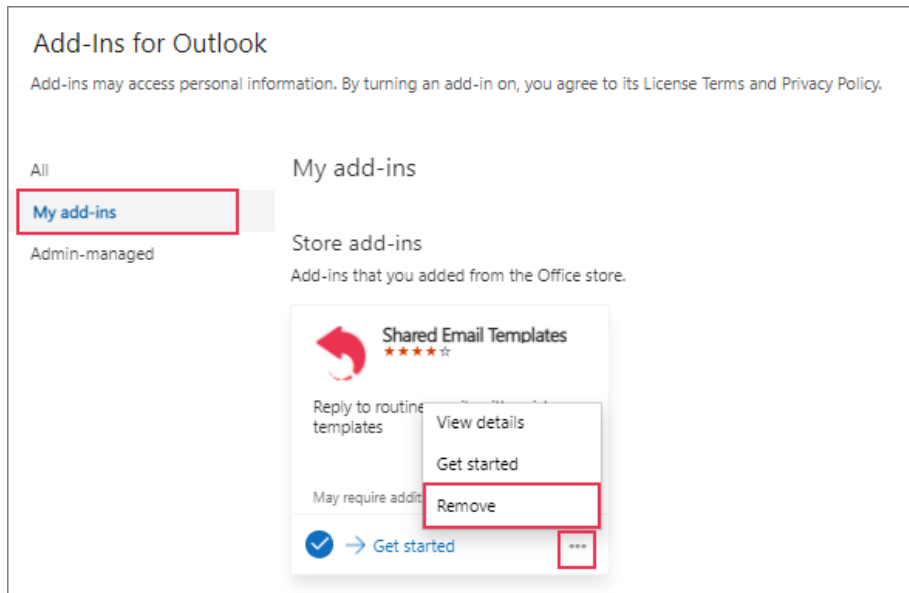 Add-Ins for Outlook
Add-ins may access personal information. By turning an add-in on, you agree to its License Terms and Privacy Policy.
All
My add-ins
Admin-managed
My add-ins
Store add-ins
Add-ins that you added from the Office store.
Shared Email Templates
Reply to routine
templates
May require
View details
Get started
Remove
Get started